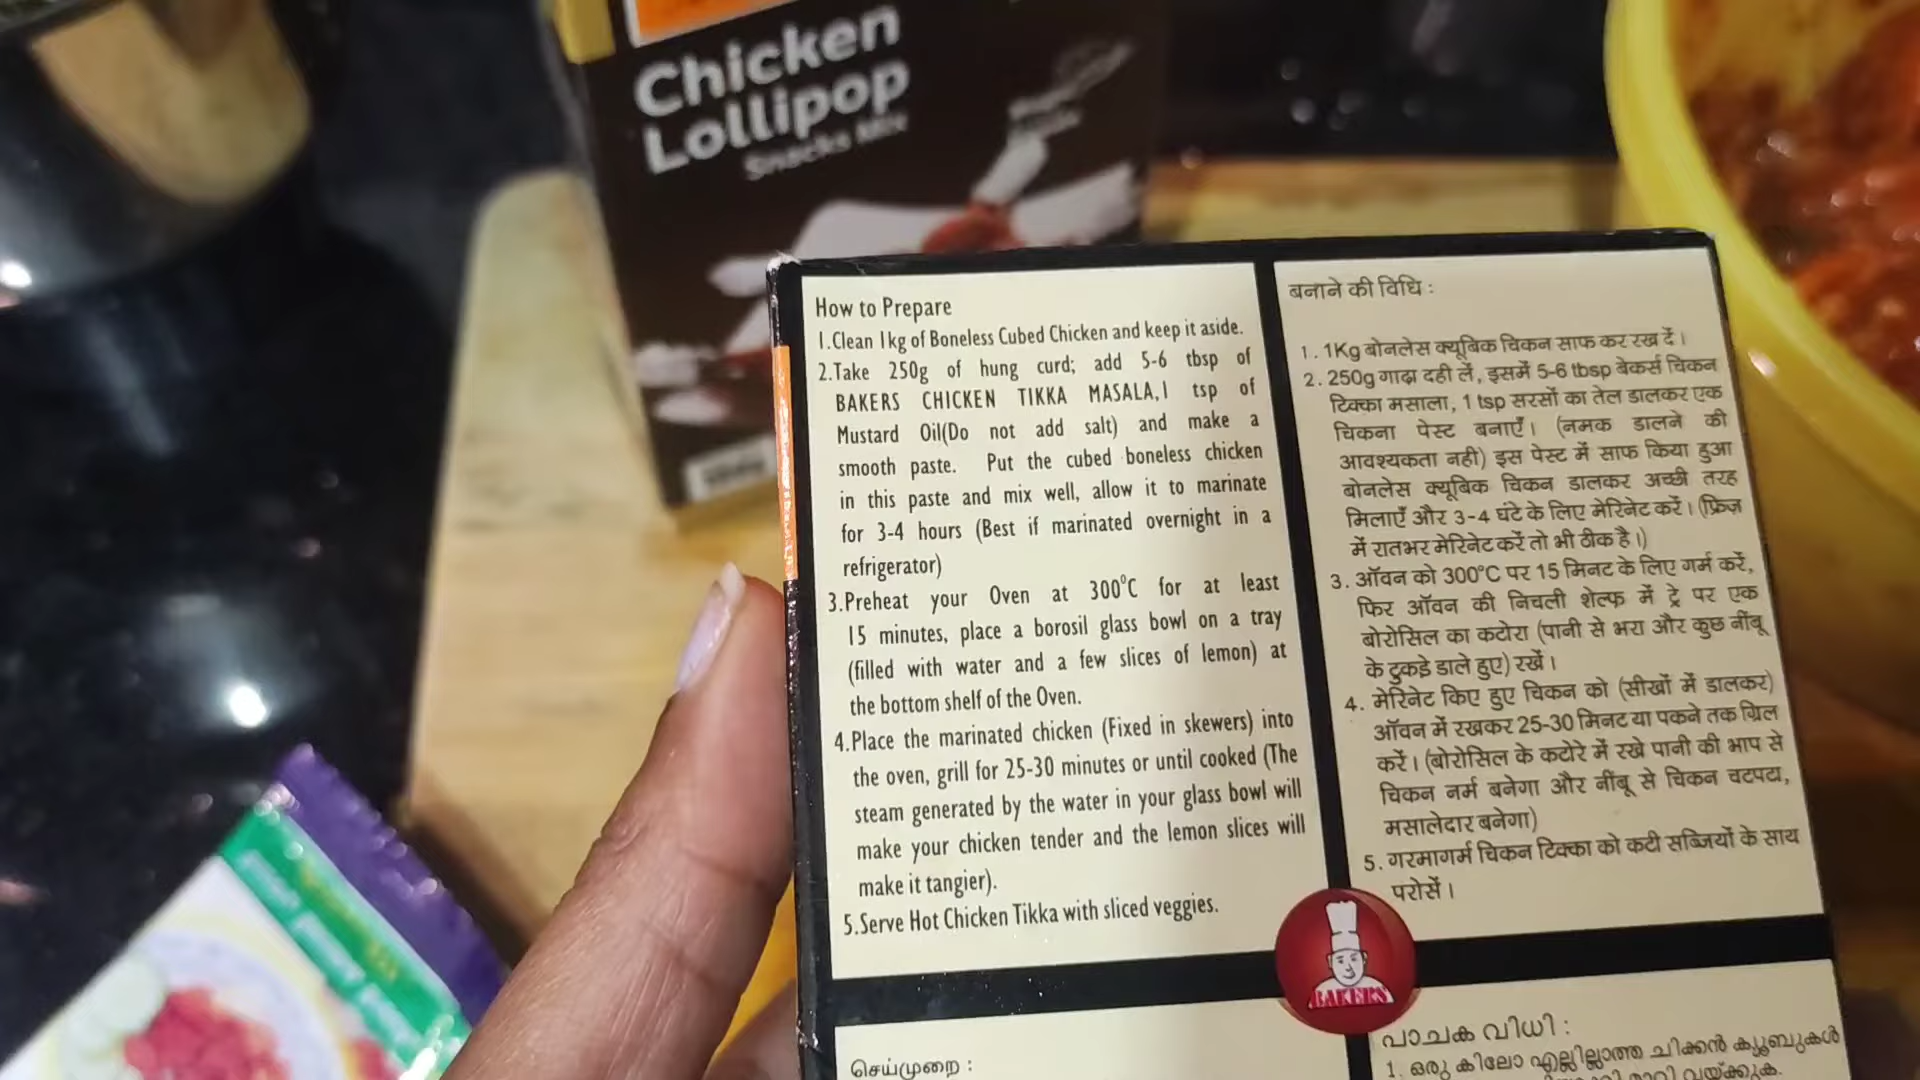 Chicken
Lollipop
Snacks Mix
How to Prepare
1.Clean 1kg of Boneless Cubed Chicken and keep it aside.
2.Take 250g of hung curd; add 5-6 tbsp of
BAKERS CHICKEN TIKKA MASALA,1 tsp of
Mustard Oil(Do not add salt) and make a
smooth paste. Put the cubed boneless chicken
in this paste and mix well, allow it to marinate
for 3-4 hours (Best if marinated overnight in a
refrigerator)
3.Preheat your Oven at 300°C for at least
15 minutes, place a borosil glass bowl on a tray
(filled with water and a few slices of lemon) at
the bottom shelf of the Oven.
4.Place the marinated chicken (Fixed in skewers) into
the oven, grill for 25-30 minutes or until cooked (The
steam generated by the water in your glass bowl will
make your chicken tender and the lemon slices will
make it tangier).
5.Serve Hot Chicken Tikka with sliced veggies.
बनाने की विधि :
1. 1Kg बोनलेस क्यूबिक चिकन साफ कर रख दें।
2. 250g गाढ़ा दही लें, इसमें 5-6 tbsp बेकर्स चिकन
टिक्का मसाला, 1 tsp सरसों का तेल डालकर एक
चिकना पेस्ट बनाएँ। (नमक डालने की
आवश्यकता नही) इस पेस्ट में साफ किया हुआ
बोनलेस क्यूबिक चिकन डालकर अच्छी तरह
मिलाएँ और 3-4 घंटे के लिए मेरिनेट करें। (फ्रिज़
में रातभर मेरिनेट करें तो भी ठीक है।)
3. ऑवन को 300°C पर 15 मिनट के लिए गर्म करें,
फिर ऑवन की निचली शेल्फ़ में ट्रे पर एक
बोरोसिल का कटोरा (पानी से भरा और कुछ नींबू
के टुकड़े डाले हुए) रखें।
4. मेरिनेट किए हुए चिकन को (सीखों में डालकर)
ऑवन में रखकर 25-30 मिनट या पकने तक ग्रिल
करें। (बोरोसिल के कटोरे में रखे पानी की भाप से
चिकन नर्म बनेगा और नींबू से चिकन चटपटा,
मसालेदार बनेगा)
5. गरमागर्म चिकन टिक्का को कटी सब्जियों के साथ
परोसें।
BAKERS
செய்முறை :
പാചക വിധി :
1. ഒരു കിലോ എല്ലില്ലാത്ത ചിക്കൻ ക്യൂബുകൾ